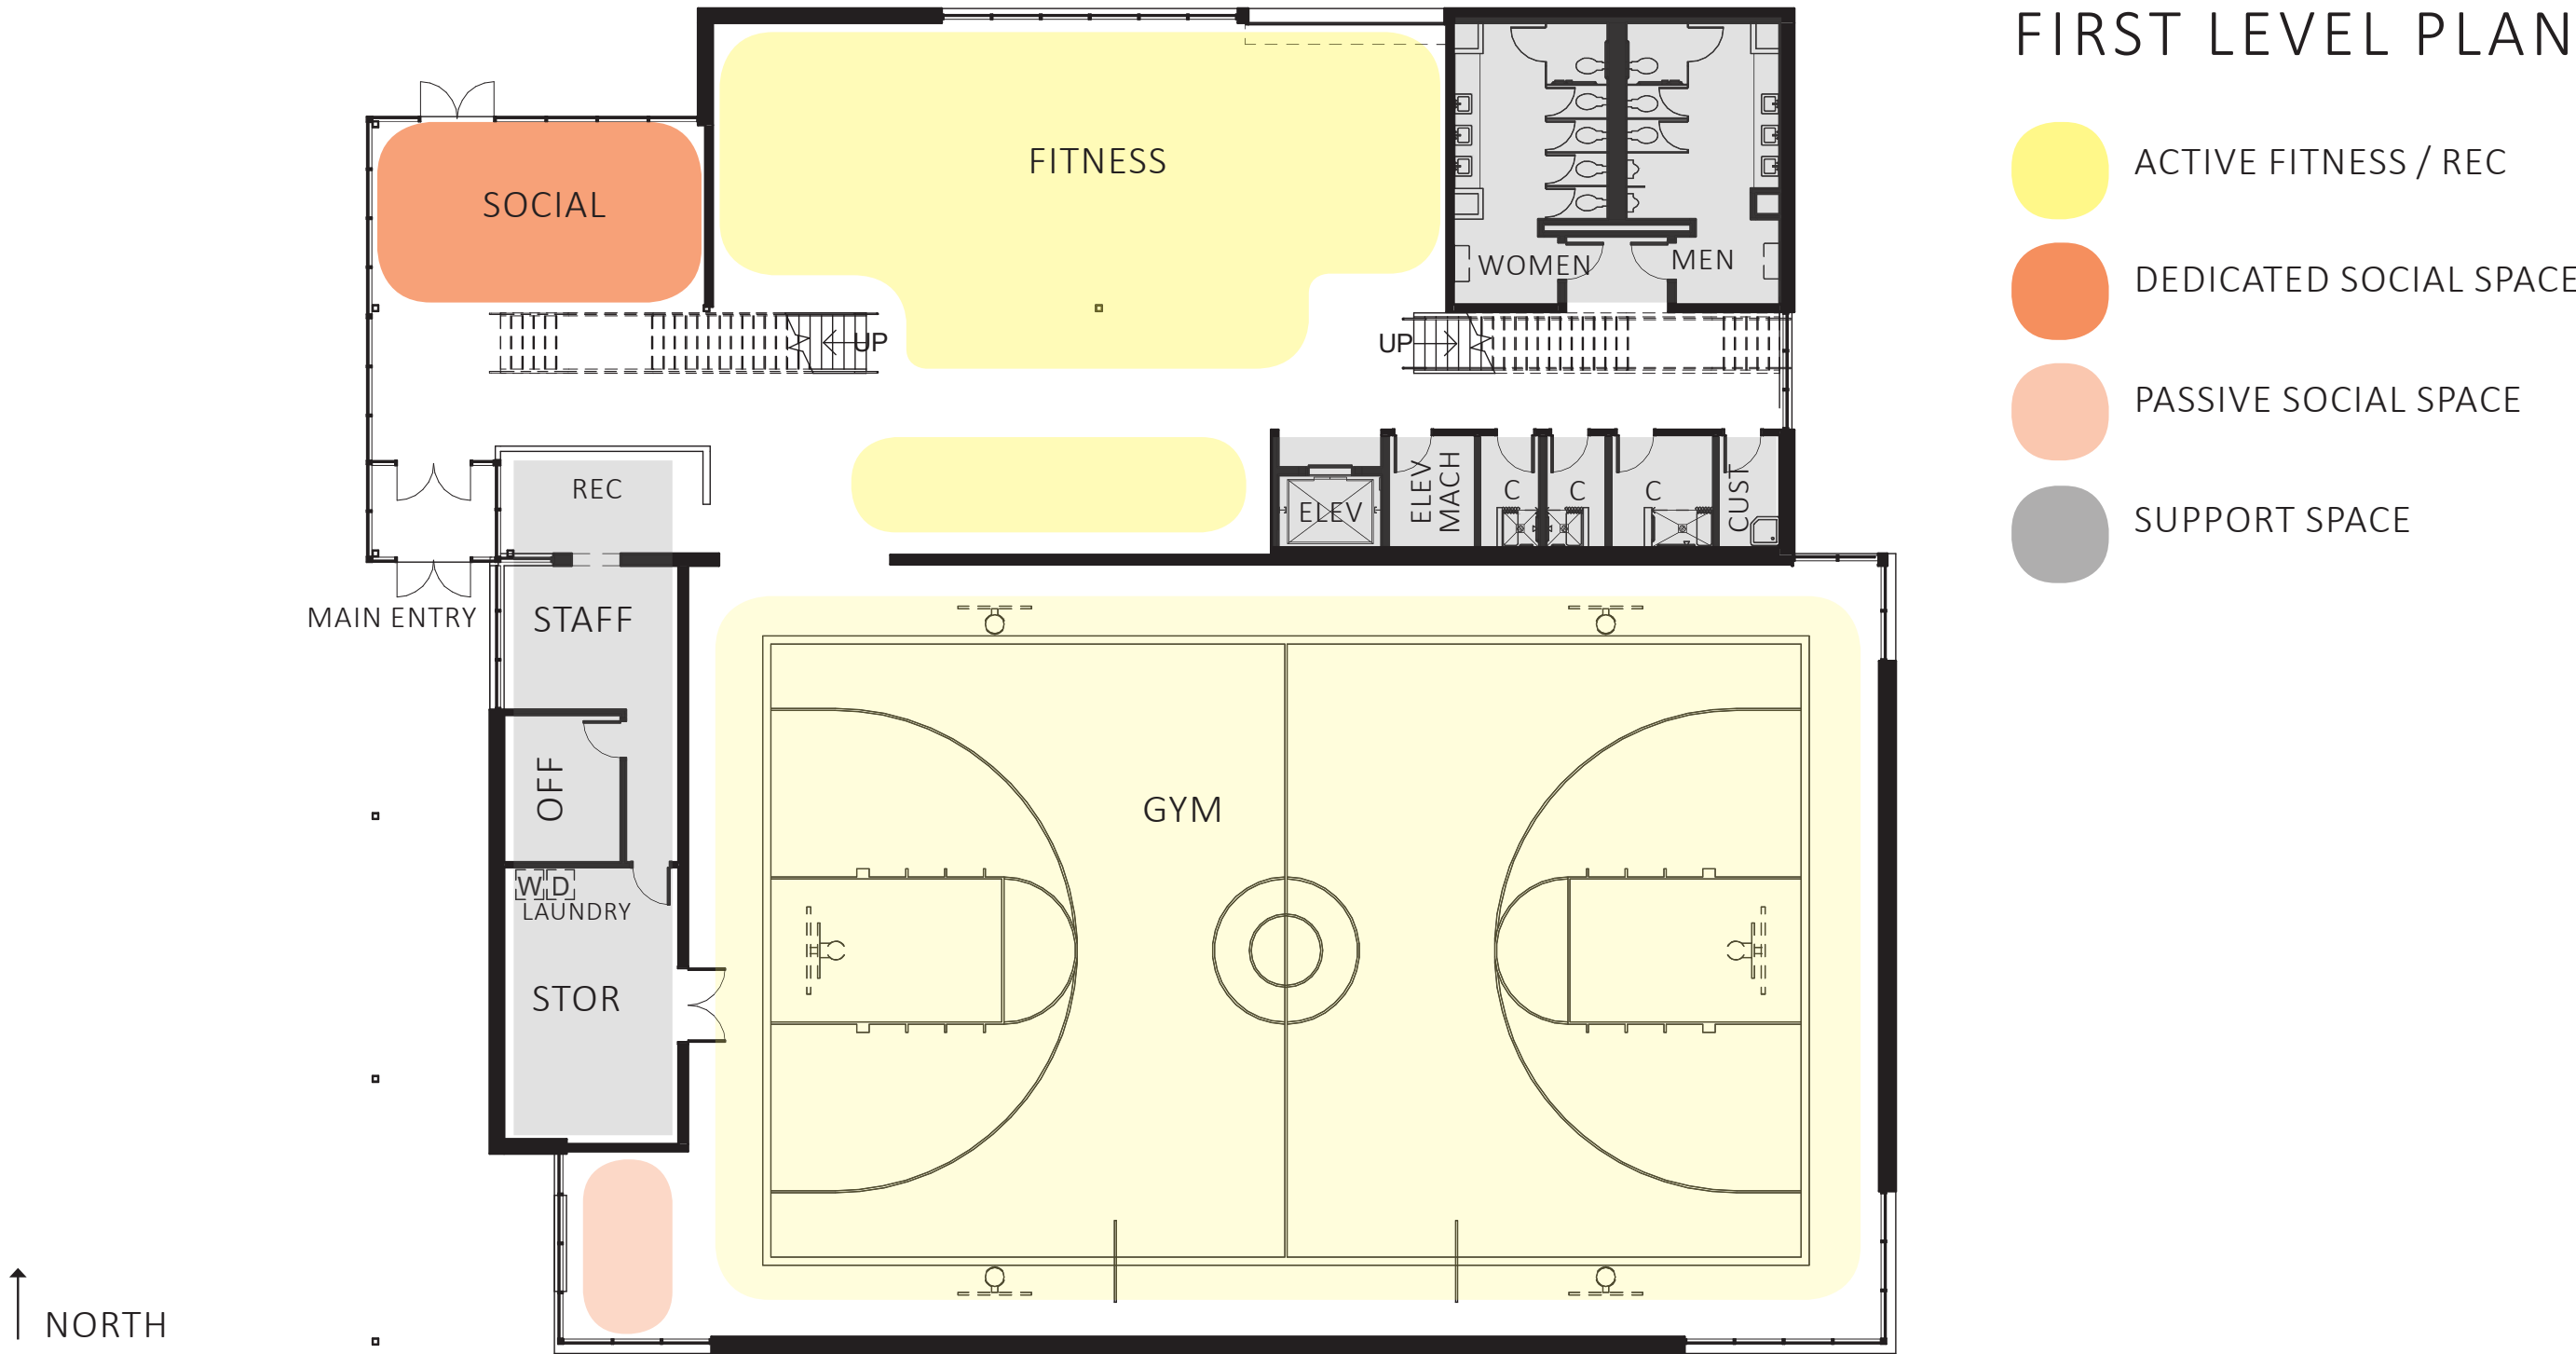 FIRST LEVEL PLAN
ACTIVE FITNESS / REC
DEDICATED SOCIAL SPACE
PASSIVE SOCIAL SPACE
SUPPORT SPACE
FITNESS
SOCIAL
WOMEN
MEN
UP
UP
REC
ELEV
ELEV
MACH
C
C
C
CUST
MAIN ENTRY
STAFF
OFF
GYM
W
D
LAUNDRY
STOR
NORTH